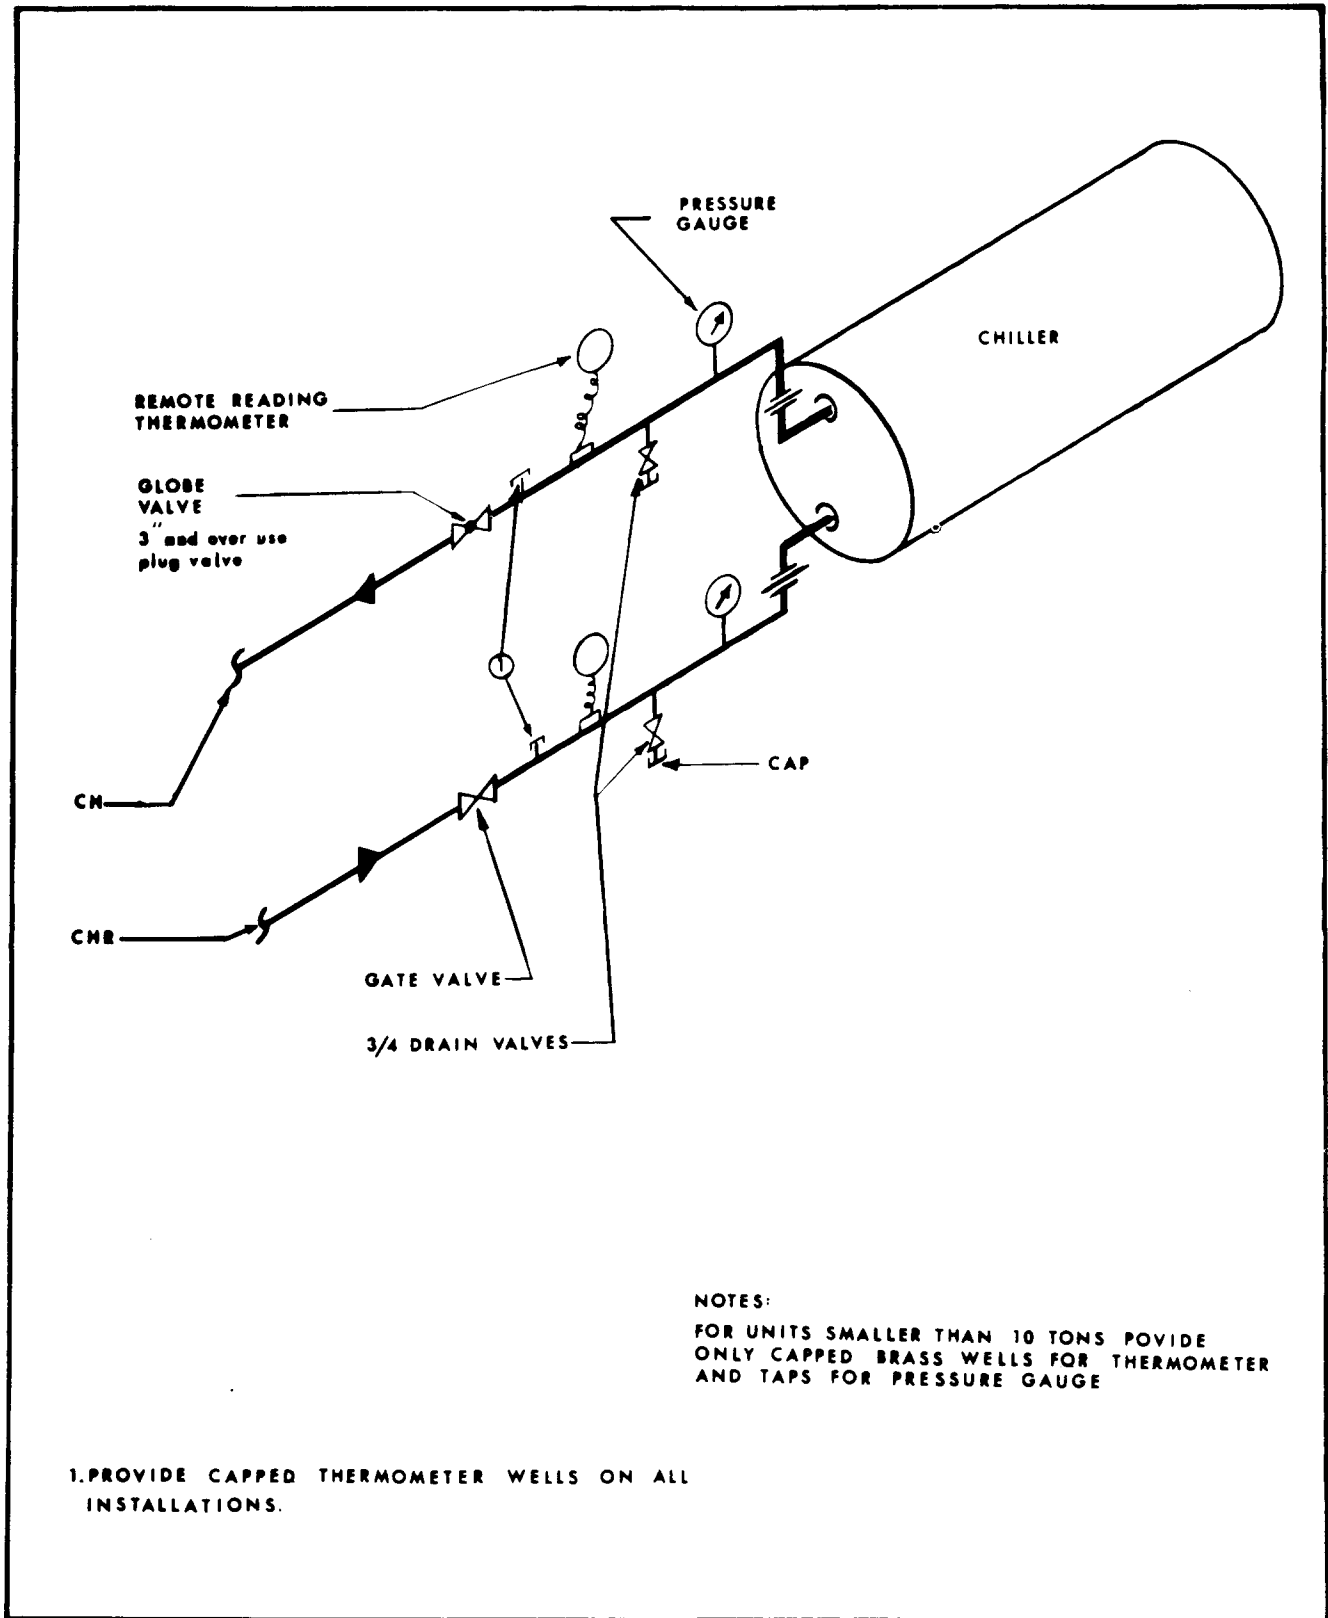 PRESSURE
GAUGE
CHILLER
REMOTE READING
THERMOMETER
GLOBE
VALVE
3" and over use
plug valve
1
CH
CAP
CHR
GATE VALVE
3/4 DRAIN VALVES
NOTES:
FOR UNITS SMALLER THAN 10 TONS POVIDE
ONLY CAPPED BRASS WELLS FOR THERMOMETER
AND TAPS FOR PRESSURE GAUGE
1. PROVIDE CAPPED THERMOMETER WELLS ON ALL
INSTALLATIONS.